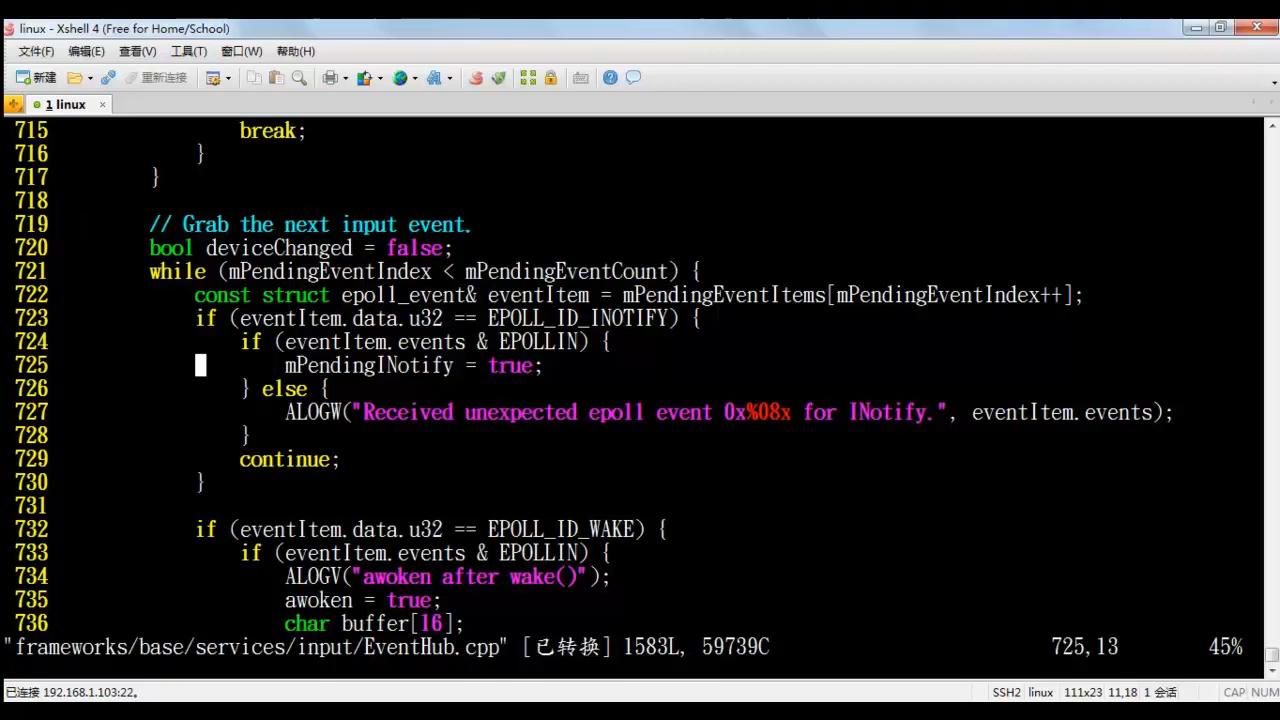 linux - Xshell 4 (Free for Home/School)
文件(F) 编辑(E) 查看(V) 工具(T) 窗口(W) 帮助(H)
新建 重新连接
1 linux
715                 break;
716             }
717         }
718
719         // Grab the next input event.
720         bool deviceChanged = false;
721         while (mPendingEventIndex < mPendingEventCount) {
722             const struct epoll_event& eventItem = mPendingEventItems[mPendingEventIndex++];
723             if (eventItem.data.u32 == EPOLL_ID_INOTIFY) {
724                 if (eventItem.events & EPOLLIN) {
725                     mPendingINotify = true;
726                 } else {
727                     ALOGW("Received unexpected epoll event 0x%08x for INotify.", eventItem.events);
728                 }
729                 continue;
730             }
731
732             if (eventItem.data.u32 == EPOLL_ID_WAKE) {
733                 if (eventItem.events & EPOLLIN) {
734                     ALOGV("awoken after wake()");
735                     awoken = true;
736                     char buffer[16];
"frameworks/base/services/input/EventHub.cpp" [已转换] 1583L, 59739C 725,13 45%
已连接 192.168.1.103:22。 SSH2 linux 111x23 11,18 1 会话 CAP NUM